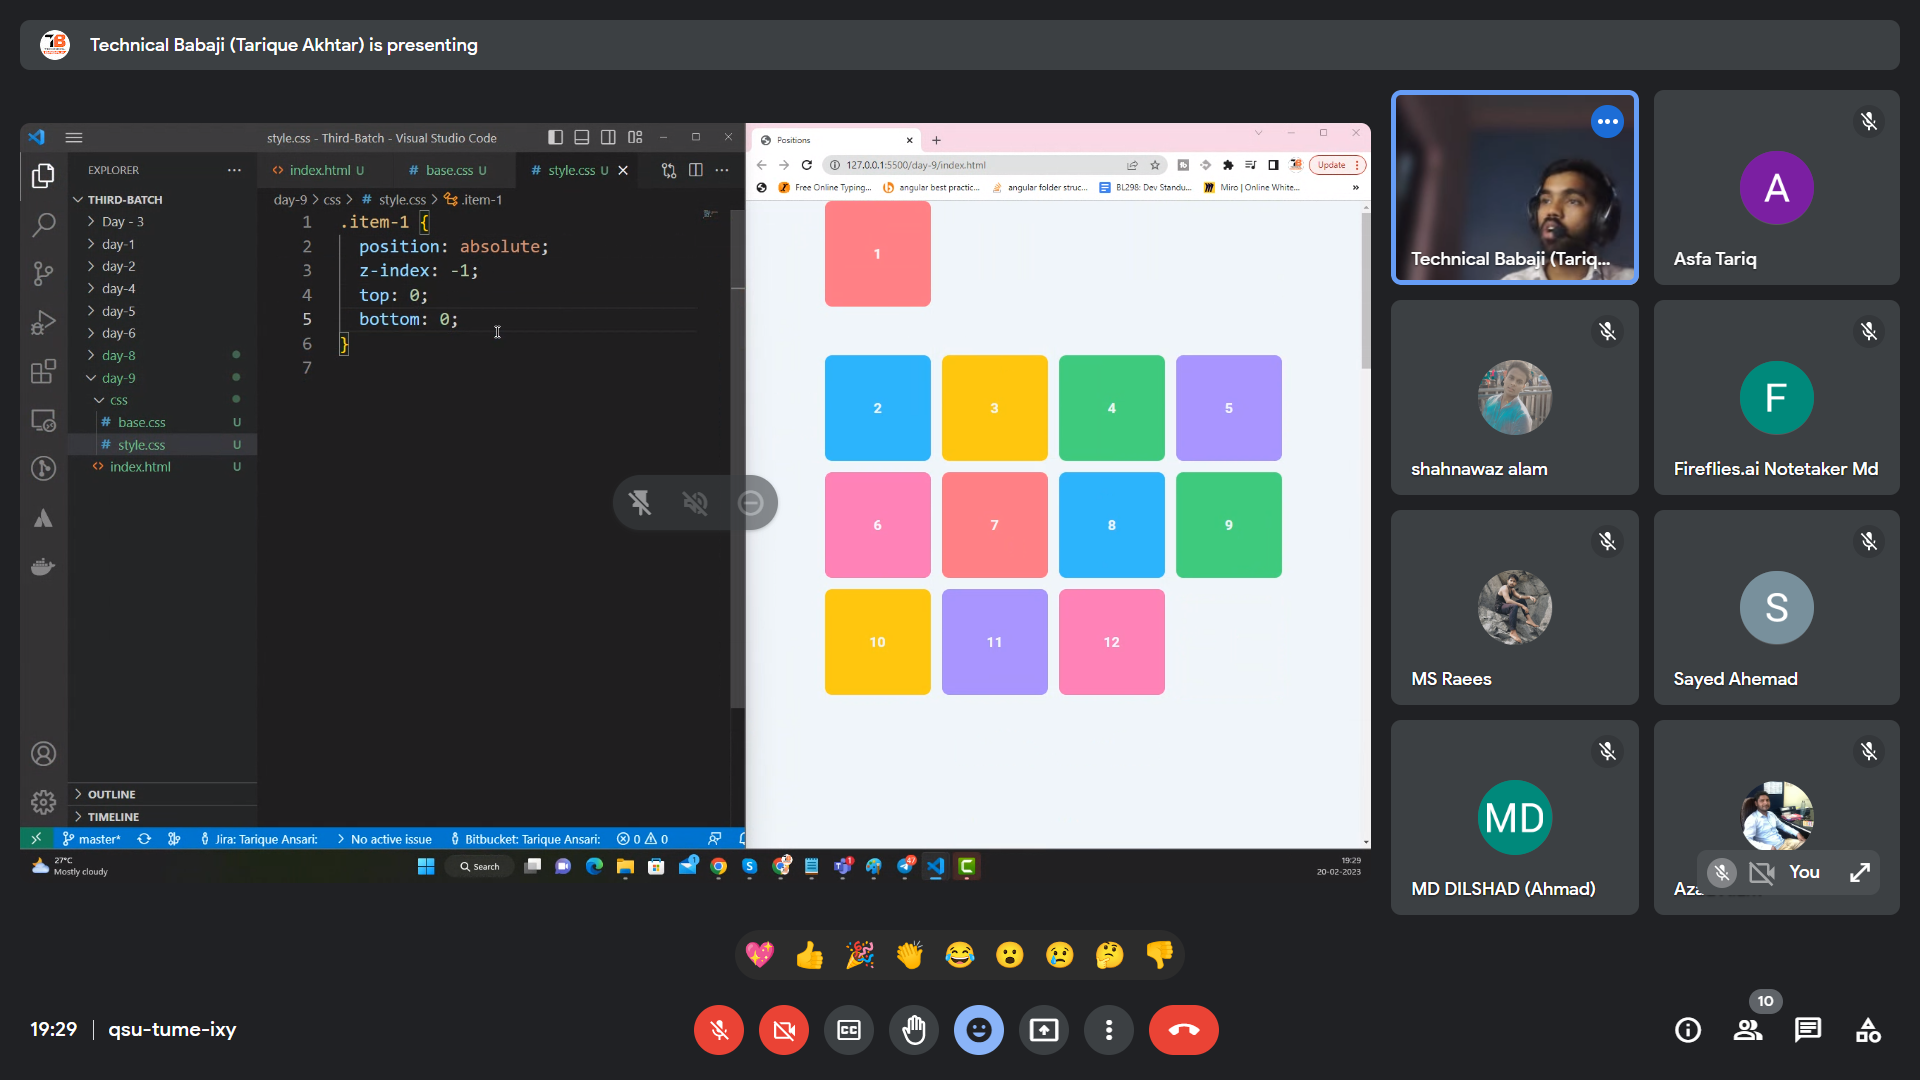 Technical Babaji (Tarique Akhtar) is presenting
style.css - Third-Batch - Visual Studio Code
EXPLORER
index.html U
base.css U
style.css U
THIRD-BATCH
Day - 3
day-1
day-2
day-4
day-5
day-6
day-8
day-9
css
base.css U
style.css U
index.html U
OUTLINE
TIMELINE
day-9 > css > # style.css > .item-1
1 .item-1 {
2 position: absolute;
3 z-index: -1;
4 top: 0;
5 bottom: 0;
6 }
7
master*
Jira: Tarique Ansari:
No active issue
Bitbucket: Tarique Ansari:
0 0
Positions
127.0.0.1:5500/day-9/index.html
Update
Free Online Typing...
angular best practic...
angular folder struc...
BL298: Dev Standu...
Miro | Online White...
1
2 3 4 5
6 7 8 9
10 11 12
27°C
Mostly cloudy
Search
19:29
20-02-2023
Technical Babaji (Tariq...
A
Asfa Tariq
shahnawaz alam
F
Fireflies.ai Notetaker Md
MS Raees
S
Sayed Ahemad
MD
MD DILSHAD (Ahmad)
You
19:29 | qsu-tume-ixy
CC
10